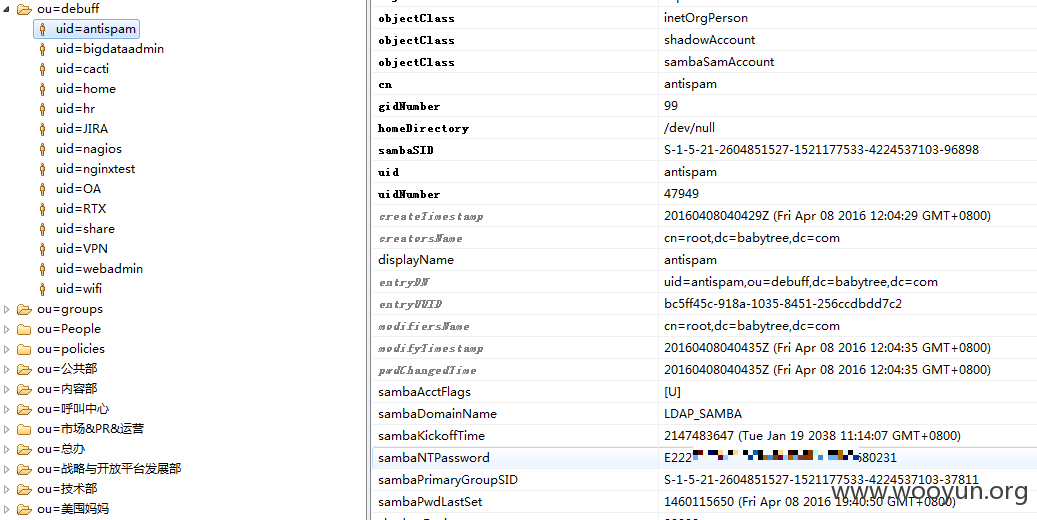 ou=debuff
uid=antispam
uid=bigdataadmin
uid=cacti
uid=home
uid=hr
uid=JIRA
uid=nagios
uid=nginxtest
uid=OA
uid=RTX
uid=share
uid=VPN
uid=webadmin
uid=wifi
ou=groups
ou=People
ou=policies
ou=公共部
ou=内容部
ou=呼叫中心
ou=市场&PR&运营
ou=总办
ou=战略与开放平台发展部
ou=技术部
ou=美囤妈妈
objectClass inetOrgPerson
objectClass shadowAccount
objectClass sambaSamAccount
cn antispam
gidNumber 99
homeDirectory /dev/null
sambaSID S-1-5-21-2604851527-1521177533-4224537103-96898
uid antispam
uidNumber 47949
createTimestamp 20160408040429Z (Fri Apr 08 2016 12:04:29 GMT+0800)
creatorsName cn=root,dc=babytree,dc=com
displayName antispam
entryDN uid=antispam,ou=debuff,dc=babytree,dc=com
entryUUID bc5ff45c-918a-1035-8451-256ccdbdd7c2
modifiersName cn=root,dc=babytree,dc=com
modifyTimestamp 20160408040435Z (Fri Apr 08 2016 12:04:35 GMT+0800)
pwdChangedTime 20160408040435Z (Fri Apr 08 2016 12:04:35 GMT+0800)
sambaAcctFlags [U]
sambaDomainName LDAP_SAMBA
sambaKickoffTime 2147483647 (Tue Jan 19 2038 11:14:07 GMT+0800)
sambaNTPassword E222 680231
sambaPrimaryGroupSID S-1-5-21-2604851527-1521177533-4224537103-37811
sambaPwdLastSet 1460115650 (Fri Apr 08 2016 19:40:50 GMT+0800)
www.wooyun.org